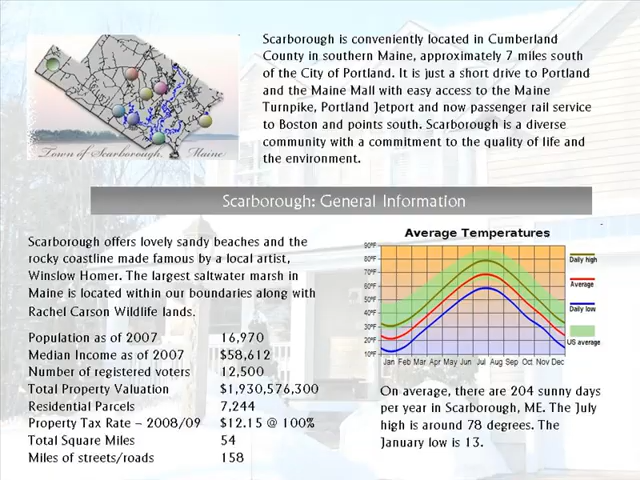 Scarborough is conveniently located in Cumberland
County in southern Maine, approximately 7 miles south
of the City of Portland. It is just a short drive to Portland
and the Maine Mall with easy access to the Maine
Turnpike, Portland Jetport and now passenger rail service
to Boston and points south. Scarborough is a diverse
community with a commitment to the quality of life and
the environment.
Town of Scarborough, Maine
Scarborough: General Information
Scarborough offers lovely sandy beaches and the
rocky coastline made famous by a local artist,
Winslow Homer. The largest saltwater marsh in
Maine is located within our boundaries along with
Rachel Carson Wildlife lands.
Population as of 2007 16,970
Median Income as of 2007 $58,612
Number of registered voters 12,500
Total Property Valuation $1,930,576,300
Residential Parcels 7,244
Property Tax Rate – 2008/09 $12.15 @ 100%
Total Square Miles 54
Miles of streets/roads 158
Average Temperatures
90°F
80°F
70°F
60°F
50°F
40°F
30°F
20°F
10°F
Jan Feb Mar Apr May Jun Jul Aug Sep Oct Nov Dec
Daily high
Average
Daily low
US average
On average, there are 204 sunny days
per year in Scarborough, ME. The July
high is around 78 degrees. The
January low is 13.